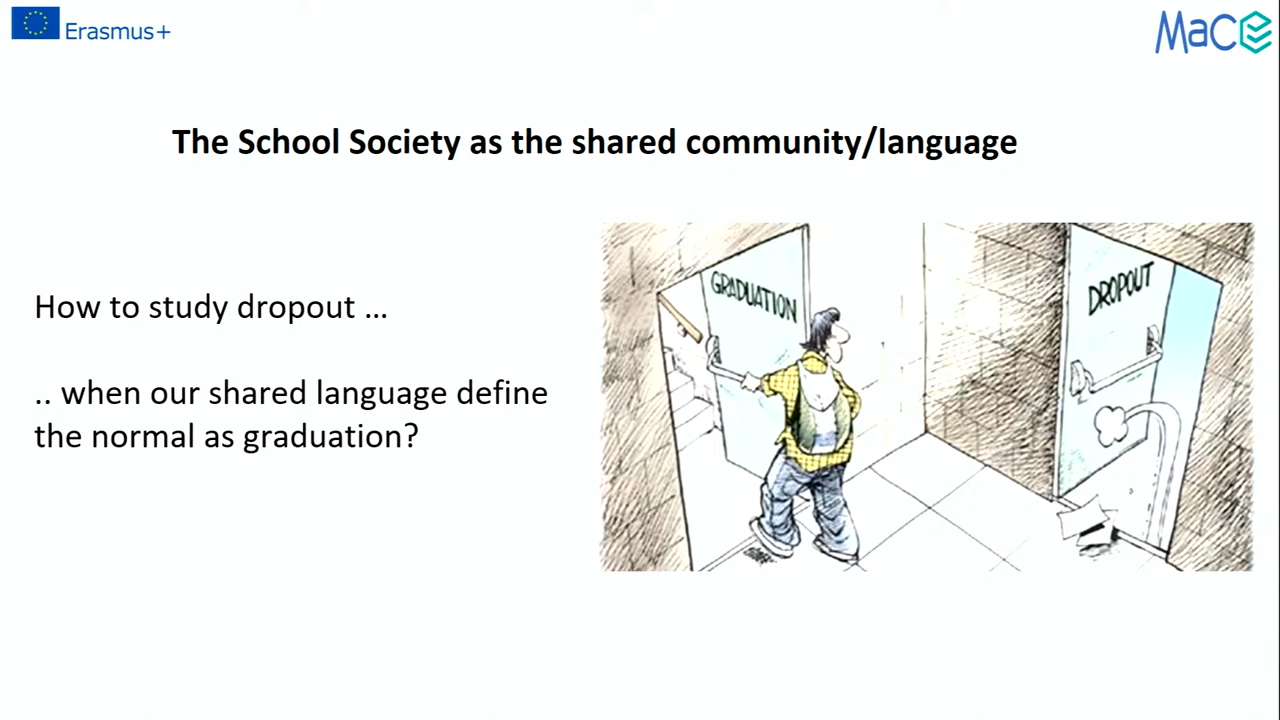 Erasmus+
MaCE
The School Society as the shared community/language
How to study dropout ...
.. when our shared language define
the normal as graduation?
GRADUATION
DROPOUT